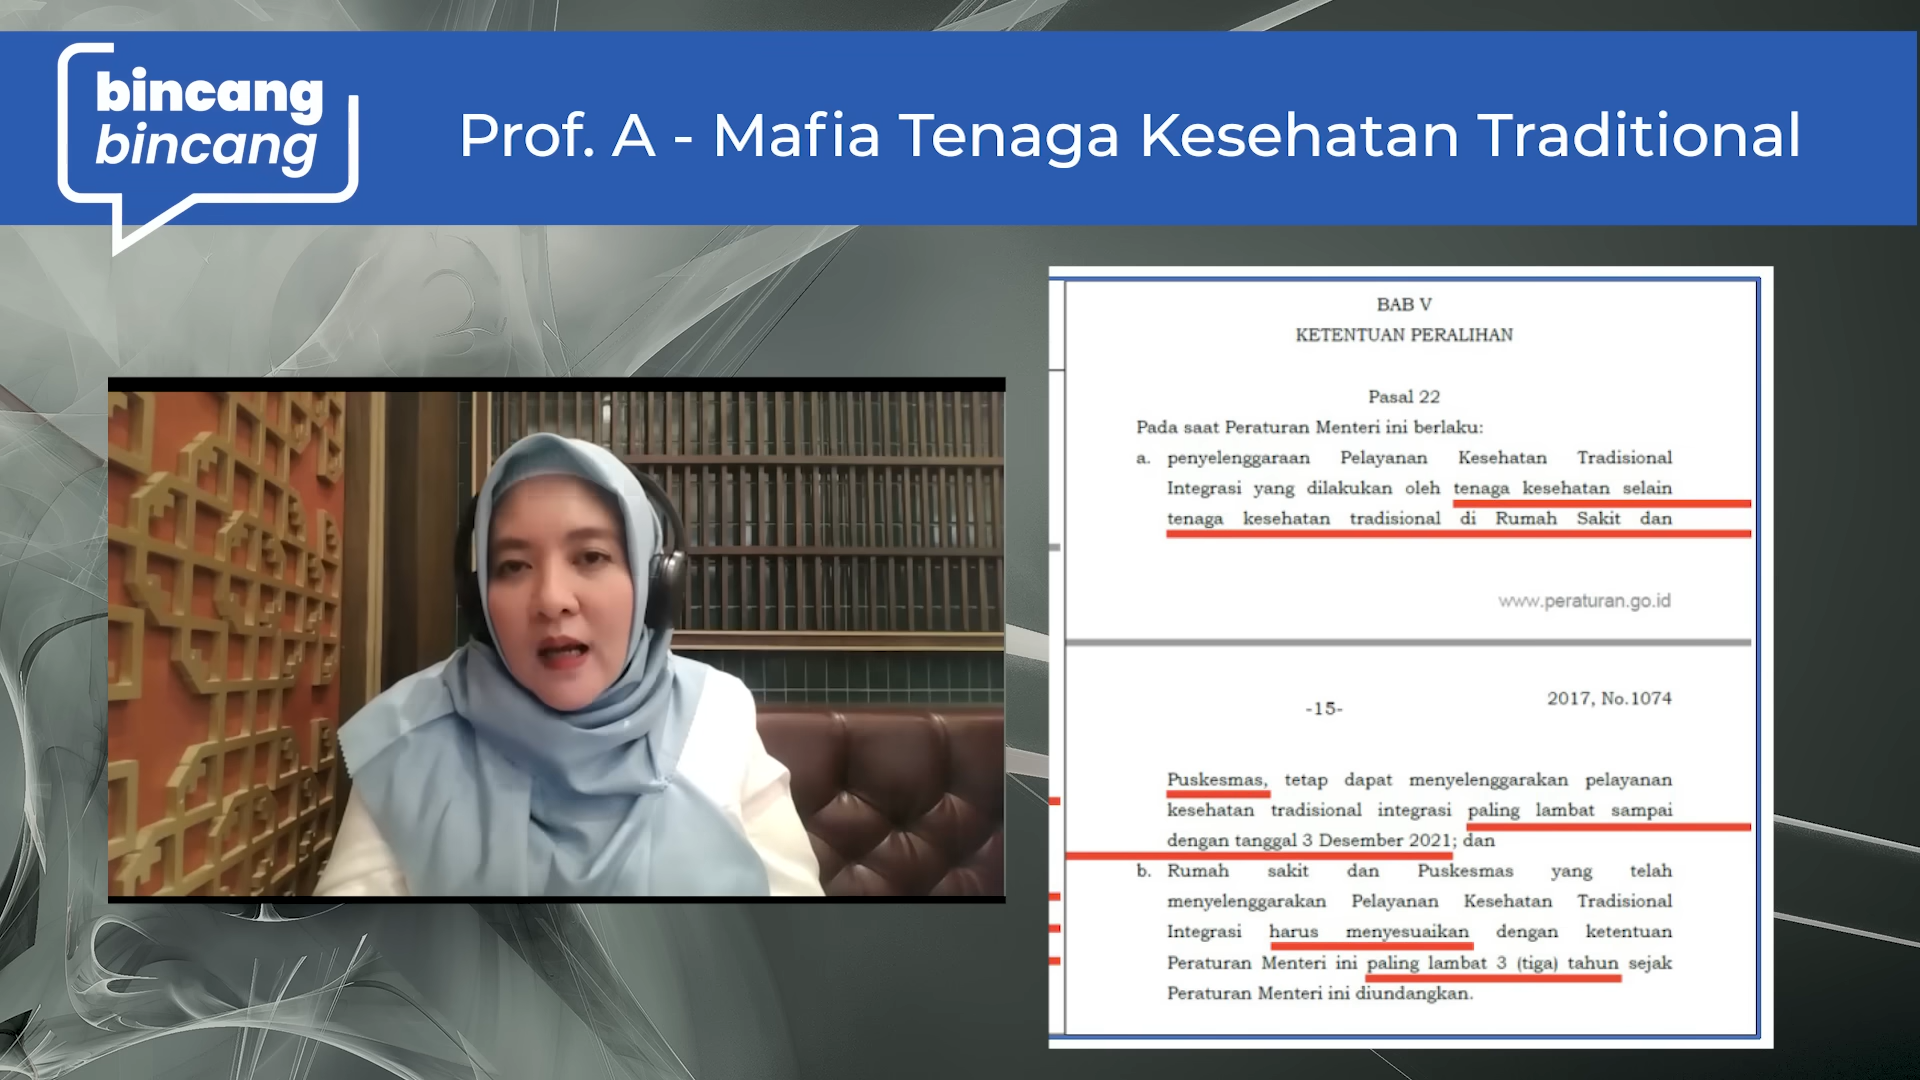 bincang
bincang
Prof. A - Mafia Tenaga Kesehatan Traditional
BAB V
KETENTUAN PERALIHAN
Pasal 22
Pada saat Peraturan Menteri ini berlaku:
a. penyelenggaraan Pelayanan Kesehatan Tradisional
Integrasi yang dilakukan oleh tenaga kesehatan selain
tenaga kesehatan tradisional di Rumah Sakit dan
www.peraturan.go.id
2017, No.1074
-15-
Puskesmas, tetap dapat menyelenggarakan pelayanan
kesehatan tradisional integrasi paling lambat sampai
dengan tanggal 3 Desember 2021; dan
b. Rumah sakit dan Puskesmas yang telah
menyelenggarakan Pelayanan Kesehatan Tradisional
Integrasi harus menyesuaikan dengan ketentuan
Peraturan Menteri ini paling lambat 3 (tiga) tahun sejak
Peraturan Menteri ini diundangkan.